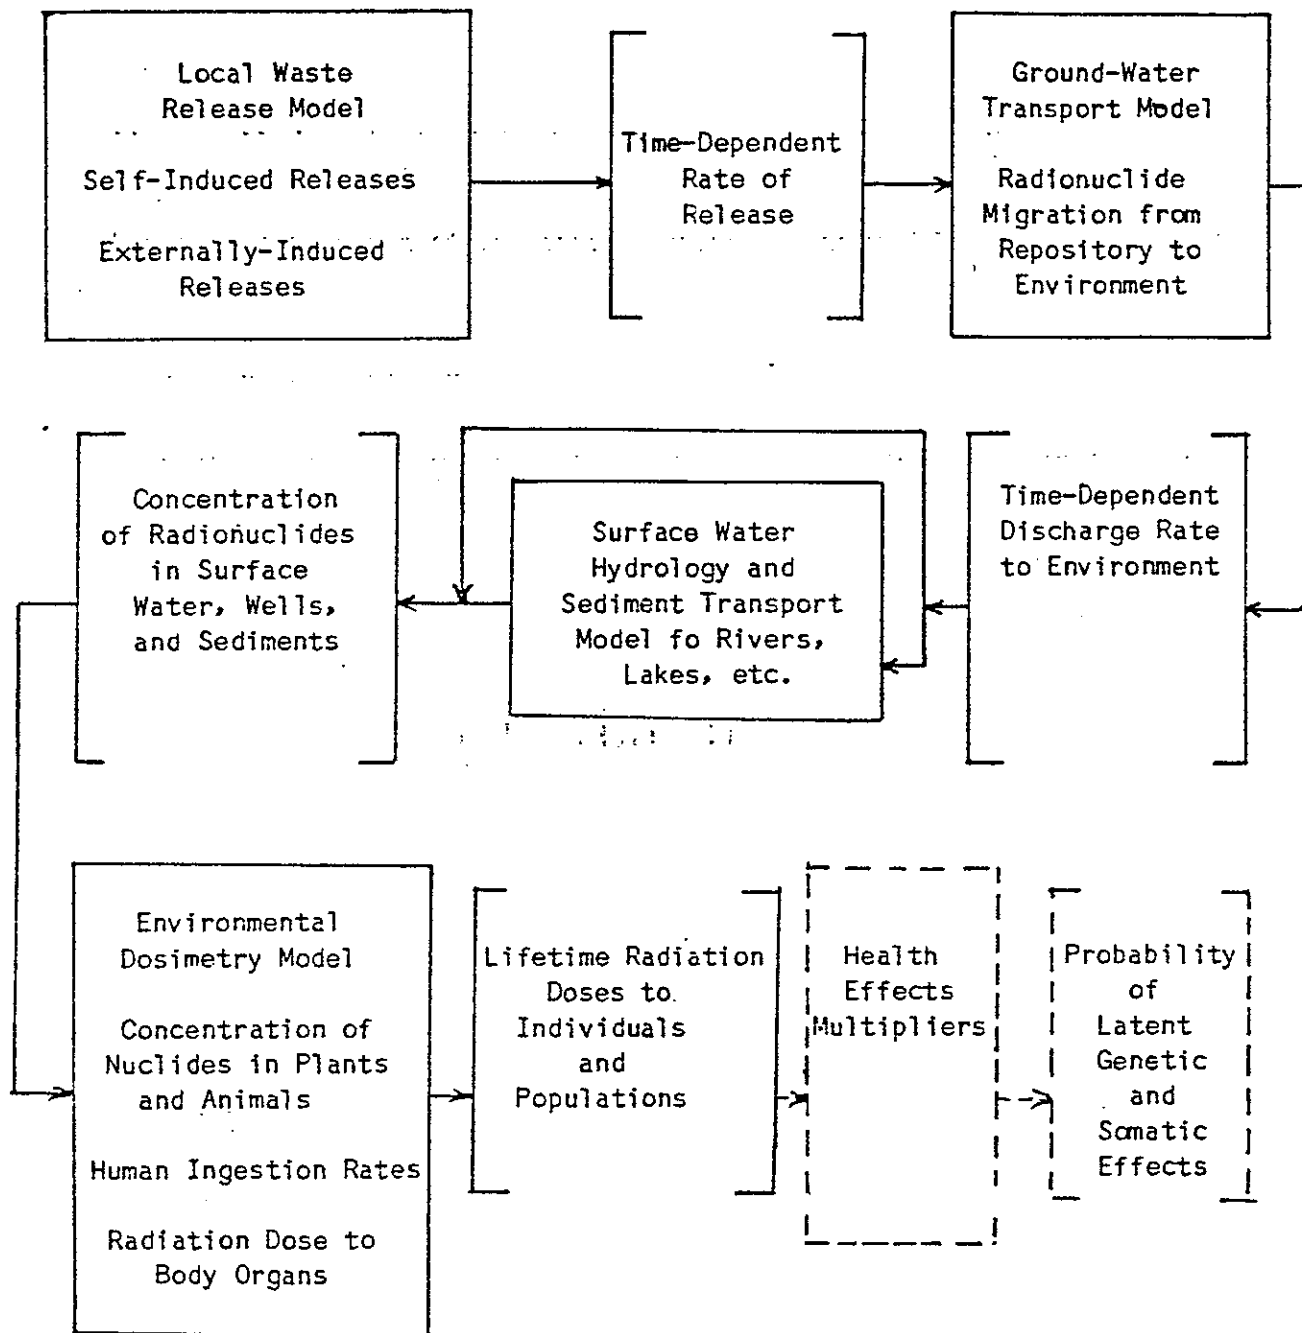 Local Waste
Release Model
Self-Induced Releases
Externally-Induced
Releases
Time-Dependent
Rate of
Release
Ground-Water
Transport Model
Radionuclide
Migration from
Repository to
Environment
Concentration
of Radionuclides
in Surface
Water, Wells,
and Sediments
Surface Water
Hydrology and
Sediment Transport
Model fo Rivers,
Lakes, etc.
Time-Dependent
Discharge Rate
to Environment
Environmental
Dosimetry Model
Concentration of
Nuclides in Plants
and Animals
Human Ingestion Rates
Radiation Dose to
Body Organs
Lifetime Radiation
Doses to
Individuals
and
Populations
Health
Effects
Multipliers
Probability
of
Latent
Genetic
and
Somatic
Effects